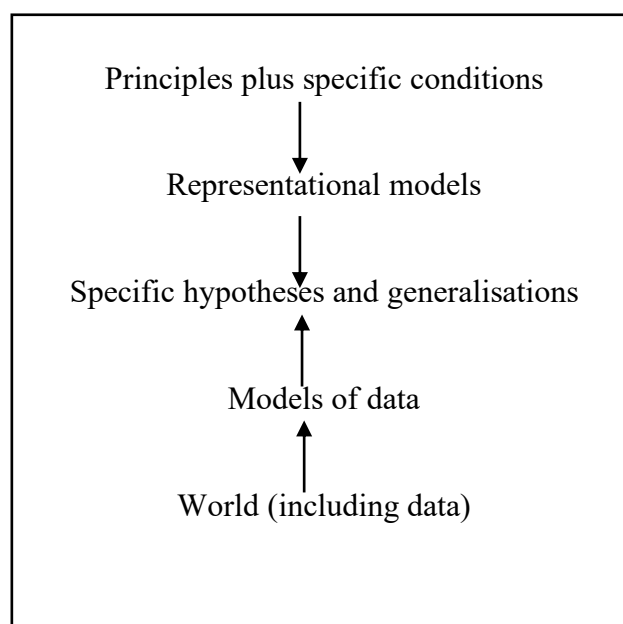 Principles plus specific conditions
Representational models
Specific hypotheses and generalisations
Models of data
World (including data)